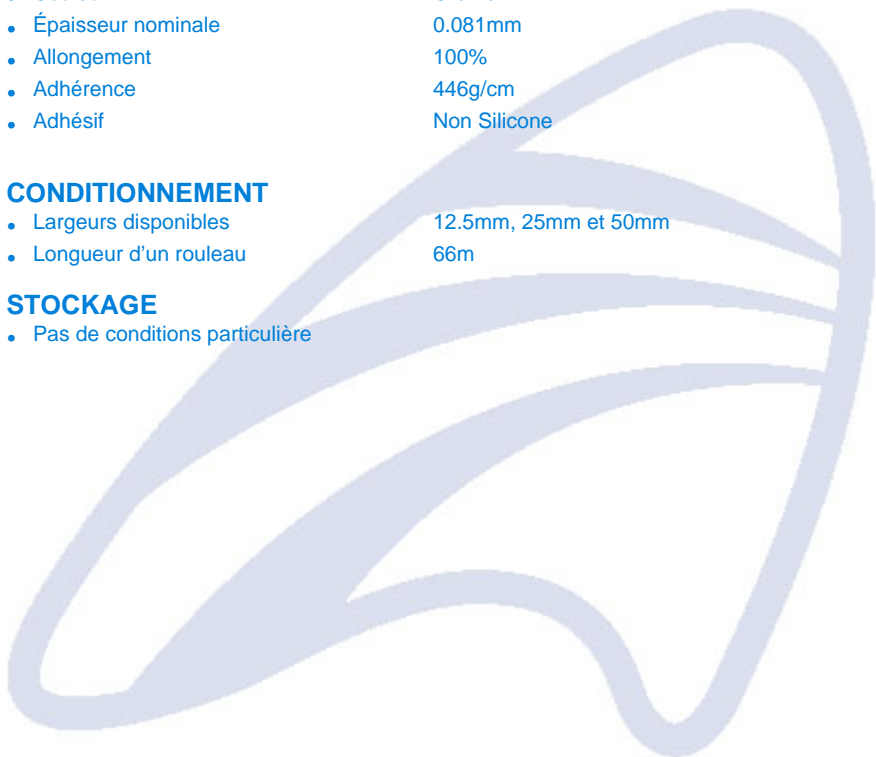 • Épaisseur nominale 0.081mm
• Allongement 100%
• Adhérence 446g/cm
• Adhésif Non Silicone
CONDITIONNEMENT
• Largeurs disponibles 12.5mm, 25mm et 50mm
• Longueur d’un rouleau 66m
STOCKAGE
• Pas de conditions particulière